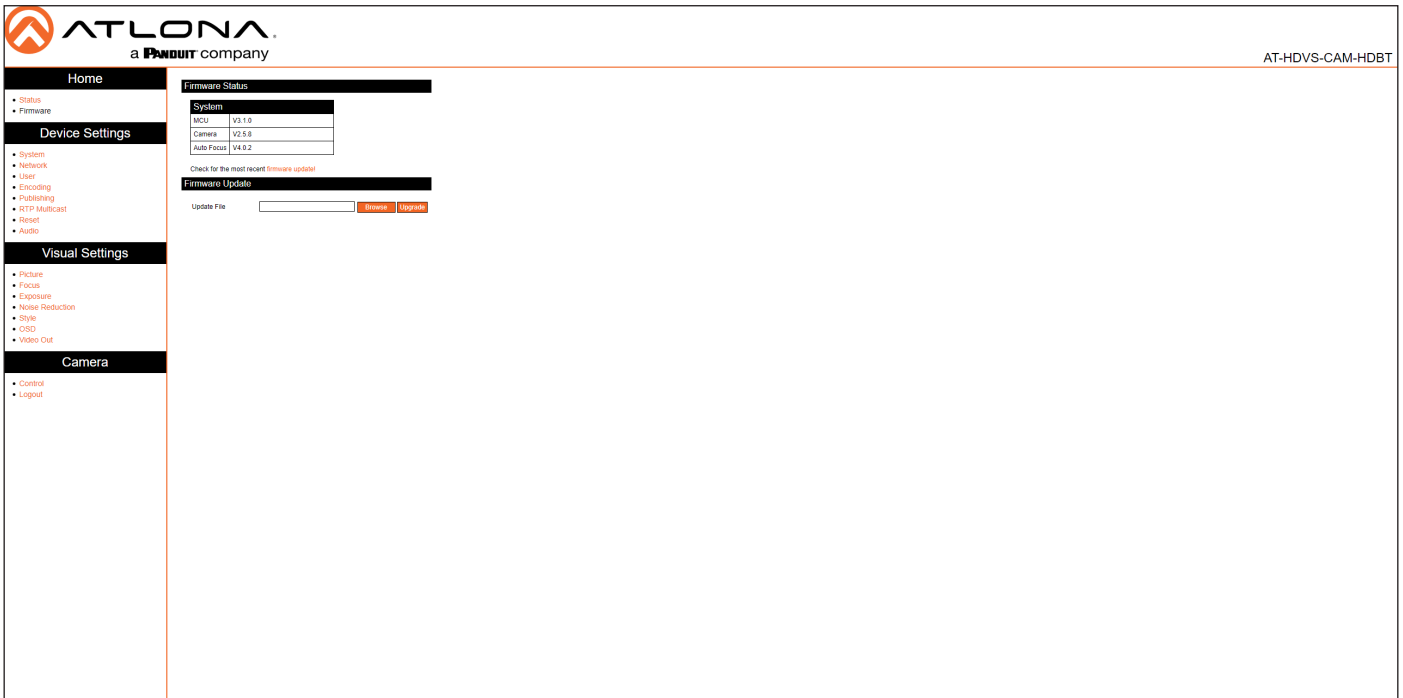 ATLONA.
a PANDUIT company
AT-HDVS-CAM-HDBT
Home
Status
Firmware
Device Settings
System
Network
User
Encoding
Publishing
RTP Multicast
Reset
Audio
Visual Settings
Picture
Focus
Exposure
Noise Reduction
Style
OSD
Video Out
Camera
Control
Logout
Firmware Status
System
MCU V3.1.0
Camera V2.5.8
Auto Focus V4.0.2
Check for the most recent firmware update!
Firmware Update
Update File Browse Upgrade